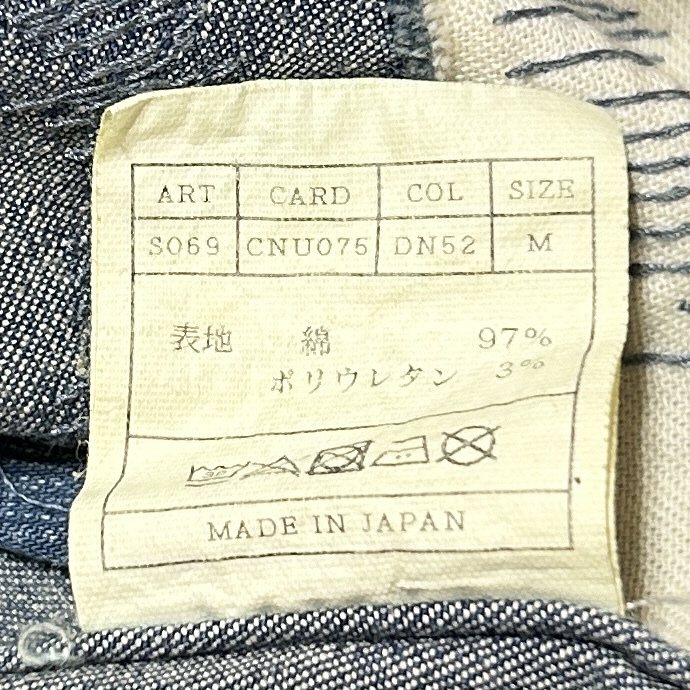 ART CARD COL SIZE
S069 CNU075 DN52 M
表地 綿 97%
ポリウレタン 3%
MADE IN JAPAN